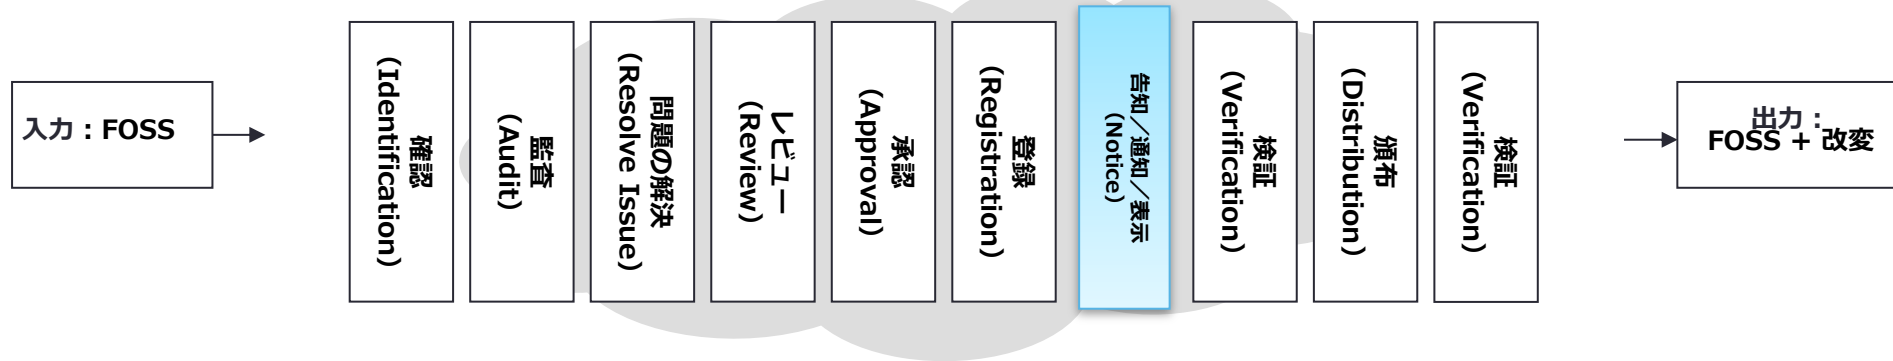 入力：FOSS
確認
(Identification)
監査
(Audit)
問題の解決
(Resolve Issue)
レビュー
(Review)
承認
(Approval)
登録
(Registration)
告知／通知／表示
(Notice)
検証
(Verification)
頒布
(Distribution)
検証
(Verification)
出力：
FOSS + 改変